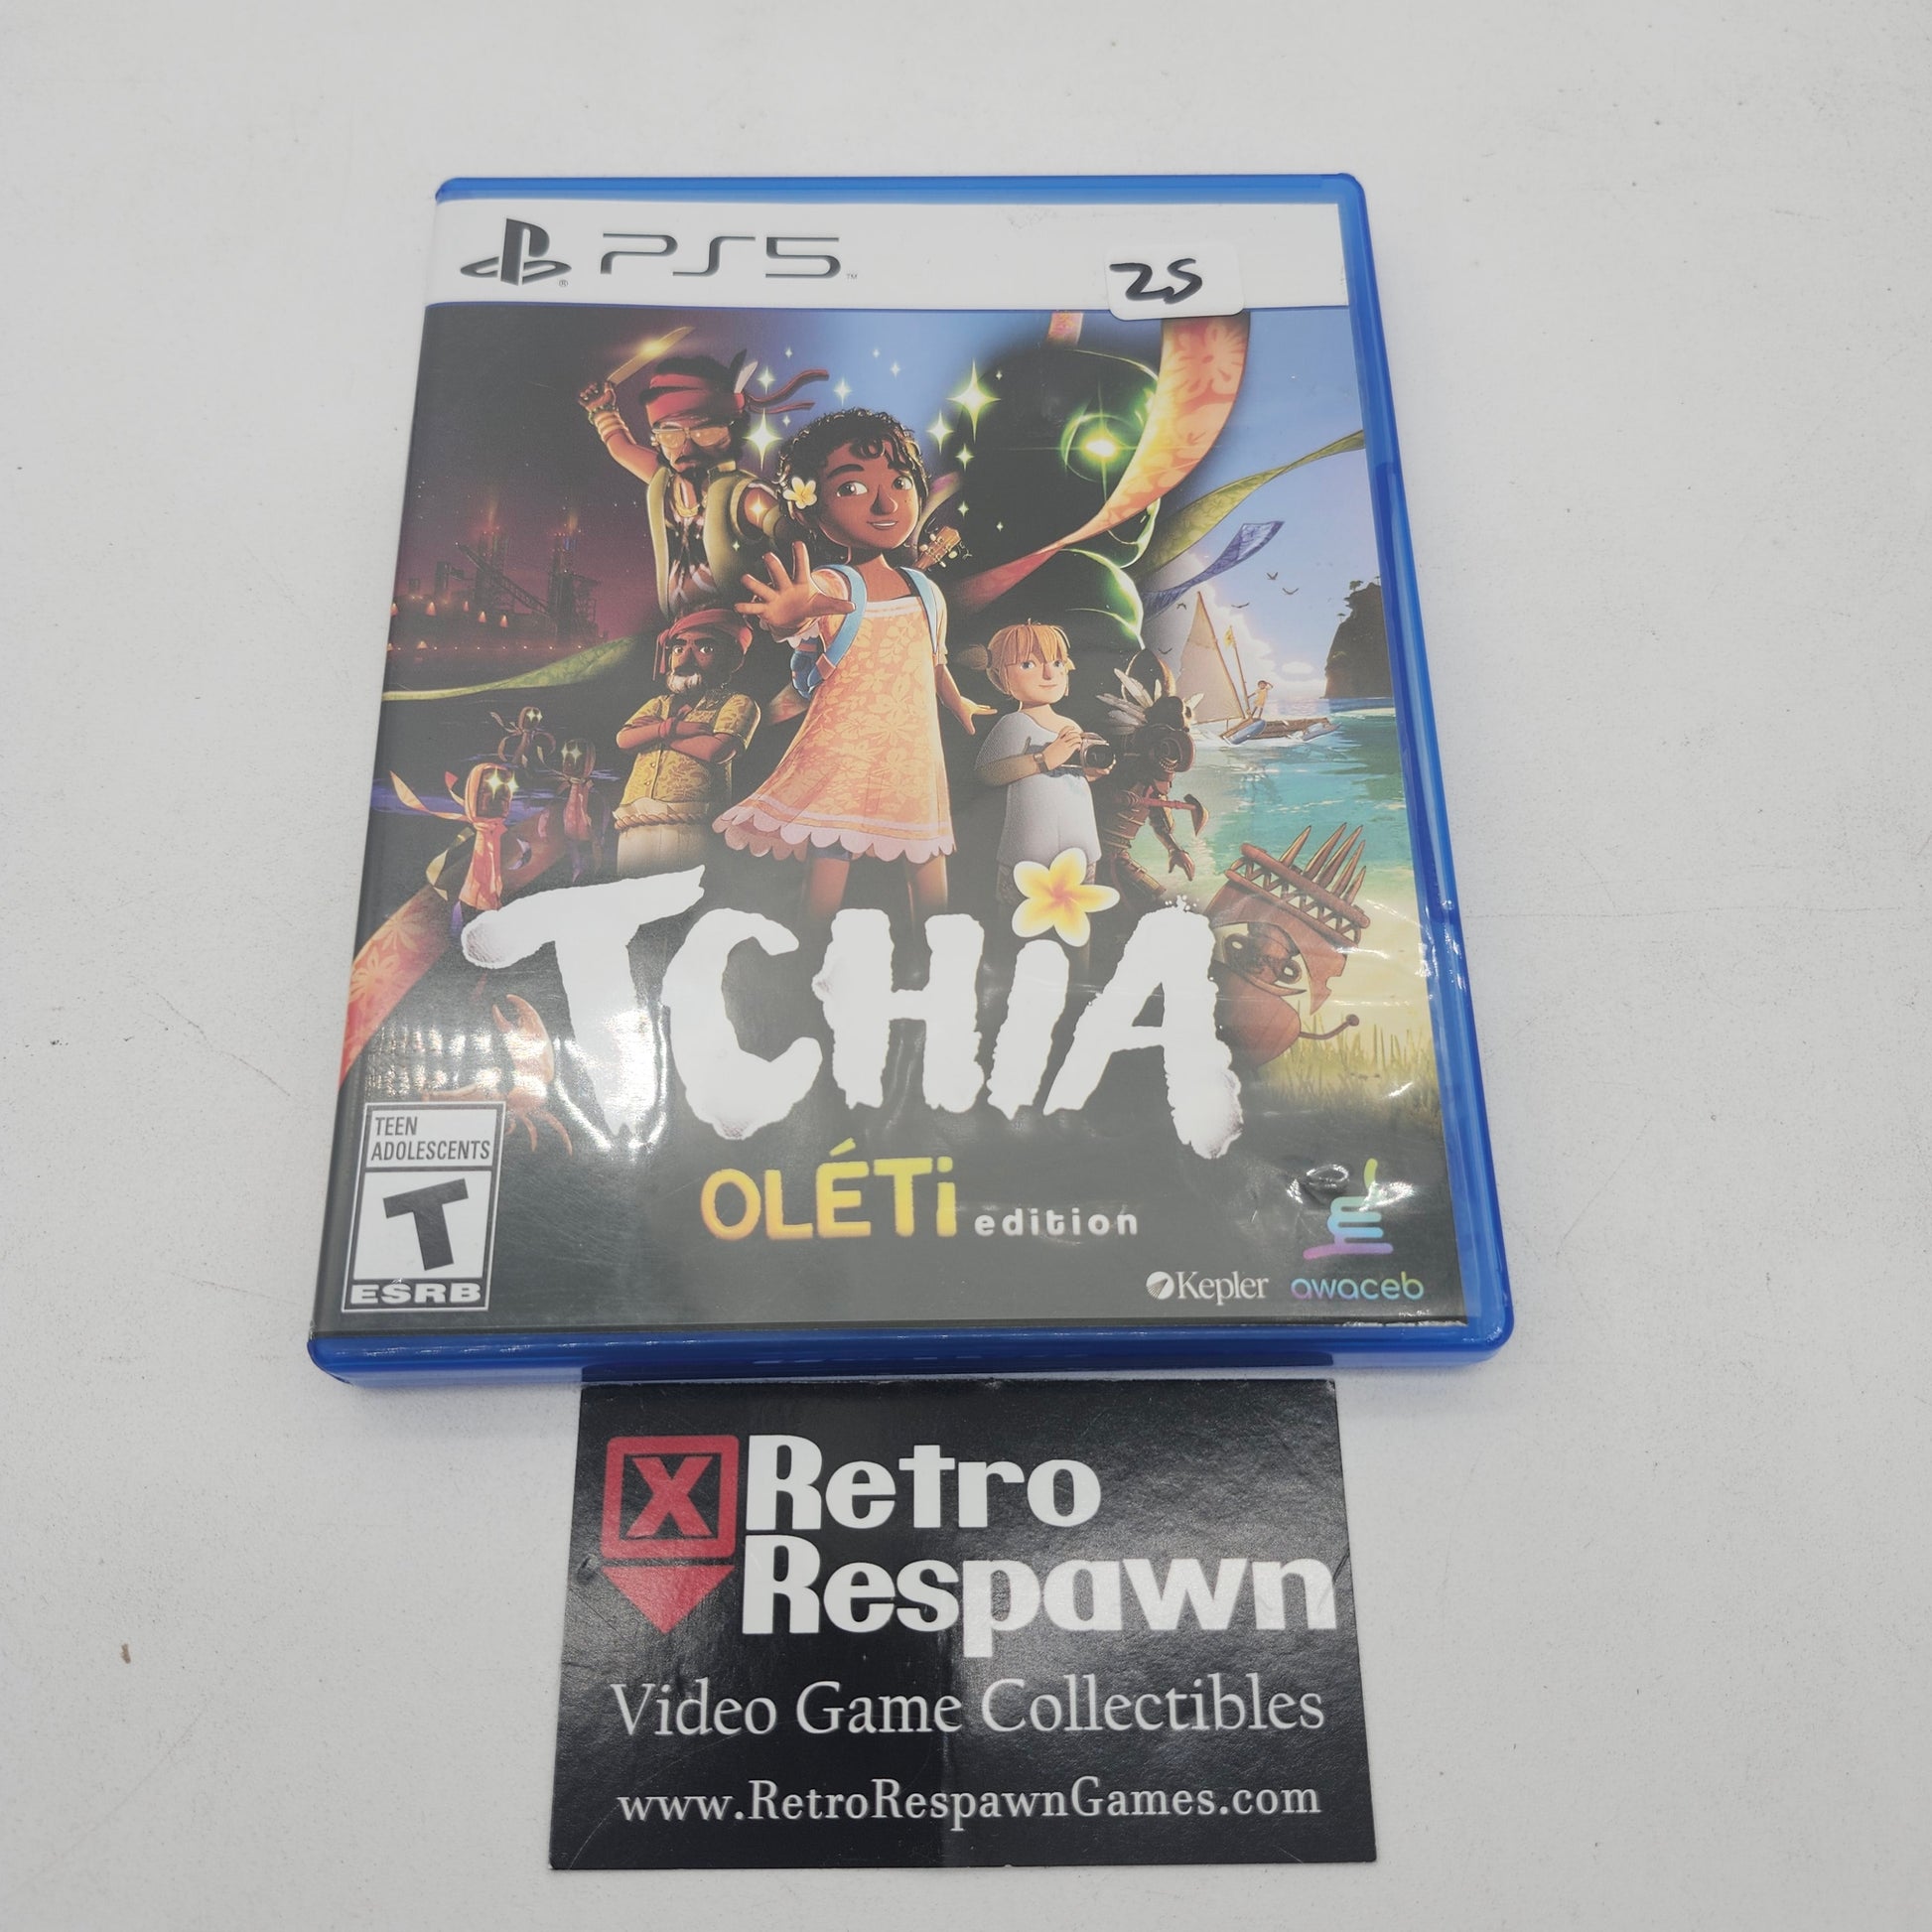 PS5
25
TCHiA
OLÉTi edition
TEEN
ADOLESCENTS
T
ESRB
Kepler
awaceb
X
Retro
Respawn
Video Game Collectibles
www.RetroRespawnGames.com